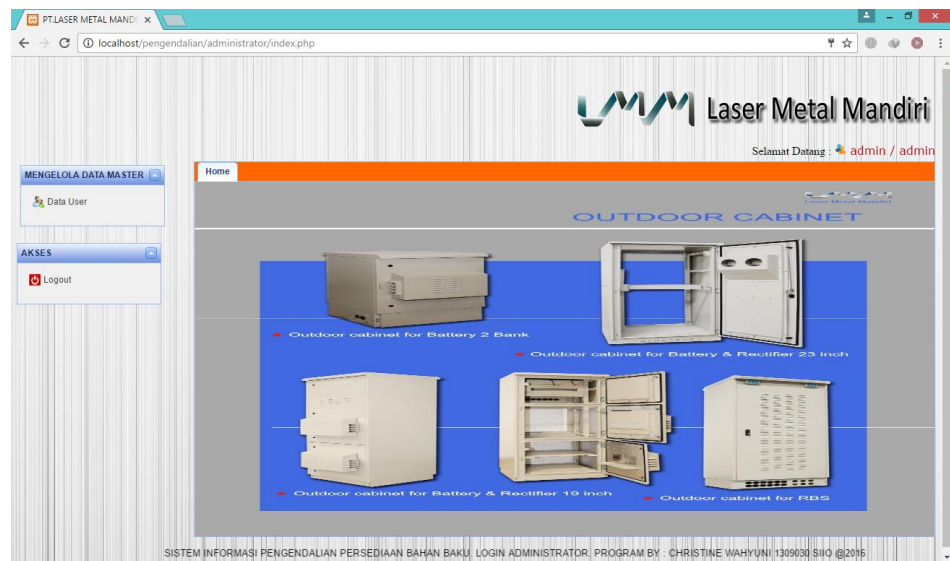 PT.LASER METAL MANDI
localhost/pengendalian/administrator/index.php
LMM Laser Metal Mandiri
Selamat Datang : admin / admin
MENGELOLA DATA MASTER
Data User
AKSES
Logout
Home
Laser Metal Mandiri
OUTDOOR CABINET
Outdoor cabinet for Battery 2 Bank
Outdoor cabinet for Battery & Rectifier 23 inch
Outdoor cabinet for Battery & Rectifier 19 inch
Outdoor cabinet for RBS
SISTEM INFORMASI PENGENDALIAN PERSEDIAAN BAHAN BAKU, LOGIN ADMINISTRATOR, PROGRAM BY : CHRISTINE WAHYUNI 1309030 SIIO @2016